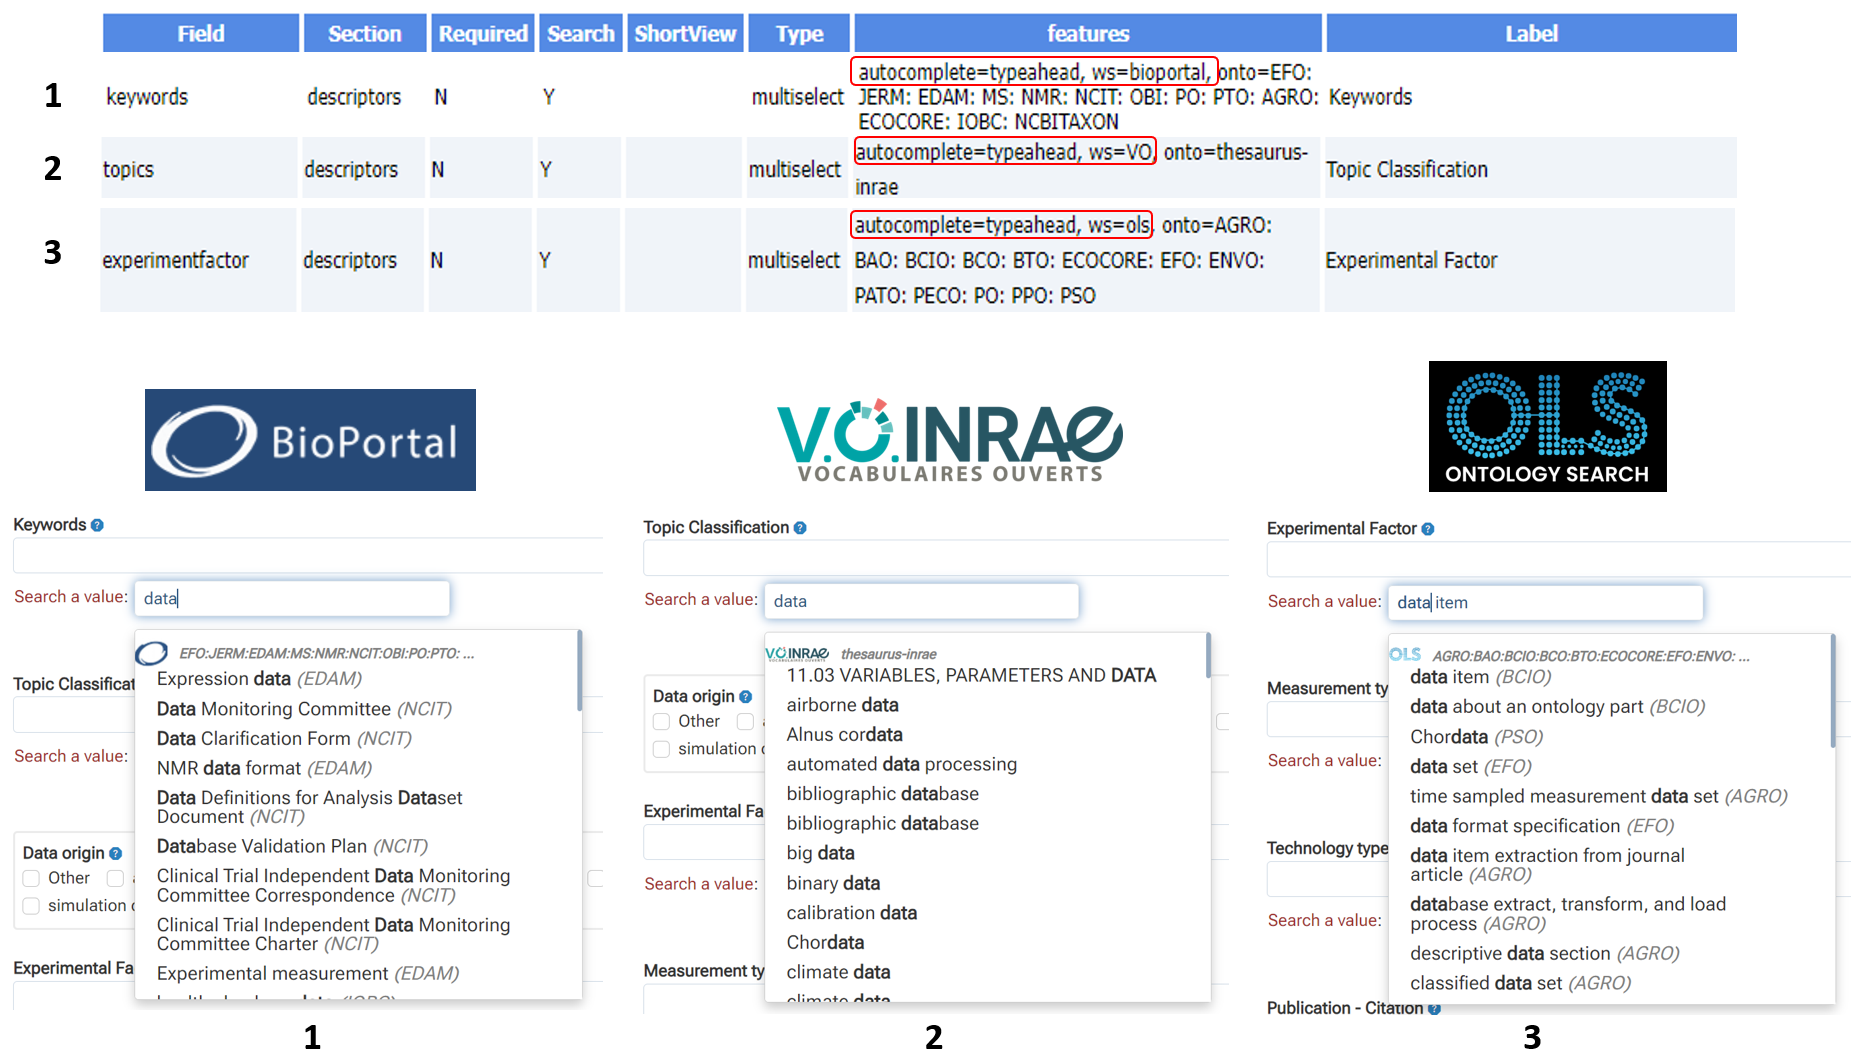 Field Section Required Search ShortView Type features Label
1 keywords descriptors N Y multiselect autocomplete=typeahead, ws=bioportal, onto=EFO: Keywords
JERM: EDAM: MS: NMR: NCIT: OBI: PO: PTO: AGRO:
ECOCORE: IOBC: NCBITAXON
2 topics descriptors N Y multiselect autocomplete=typeahead, ws=VO, onto=thesaurus- Topic Classification
inrae
3 experimentfactor descriptors N Y multiselect autocomplete=typeahead, ws=ols, onto=AGRO: Experimental Factor
BAO: BCIO: BCO: BTO: ECOCORE: EFO: ENVO:
PATO: PECO: PO: PPO: PSO
BioPortal
Keywords ?
Search a value: data
EFO:JERM:EDAM:MS:NMR:NCIT:OBI:PO:PTO: ...
Expression data (EDAM)
Data Monitoring Committee (NCIT)
Data Clarification Form (NCIT)
NMR data format (EDAM)
Data Definitions for Analysis Dataset
Document (NCIT)
Database Validation Plan (NCIT)
Clinical Trial Independent Data Monitoring
Committee Correspondence (NCIT)
Clinical Trial Independent Data Monitoring
Committee Charter (NCIT)
Experimental measurement (EDAM)
Topic Classificat
Search a value:
Data origin ?
Other
simulation
Experimental Fa
1
V.O.INRAE
VOCABULAIRES OUVERTS
Topic Classification ?
Search a value: data
VOINRAE thesaurus-inrae
VOCABULAIRES OUVERTS
11.03 VARIABLES, PARAMETERS AND DATA
airborne data
Alnus cordata
automated data processing
bibliographic database
bibliographic database
big data
binary data
calibration data
Chordata
climate data
climate data
Data origin ?
Other
simulation
Experimental Fa
Search a value:
Measurement ty
2
OLS
ONTOLOGY SEARCH
Experimental Factor ?
Search a value: data item
OLS AGRO:BAO:BCIO:BCO:BTO:ECOCORE:EFO:ENVO: ...
data item (BCIO)
data about an ontology part (BCIO)
Chordata (PSO)
data set (EFO)
time sampled measurement data set (AGRO)
data format specification (EFO)
data item extraction from journal
article (AGRO)
database extract, transform, and load
process (AGRO)
descriptive data section (AGRO)
classified data set (AGRO)
Measurement ty
Search a value:
Technology type
Search a value:
Publication - Citation ?
3